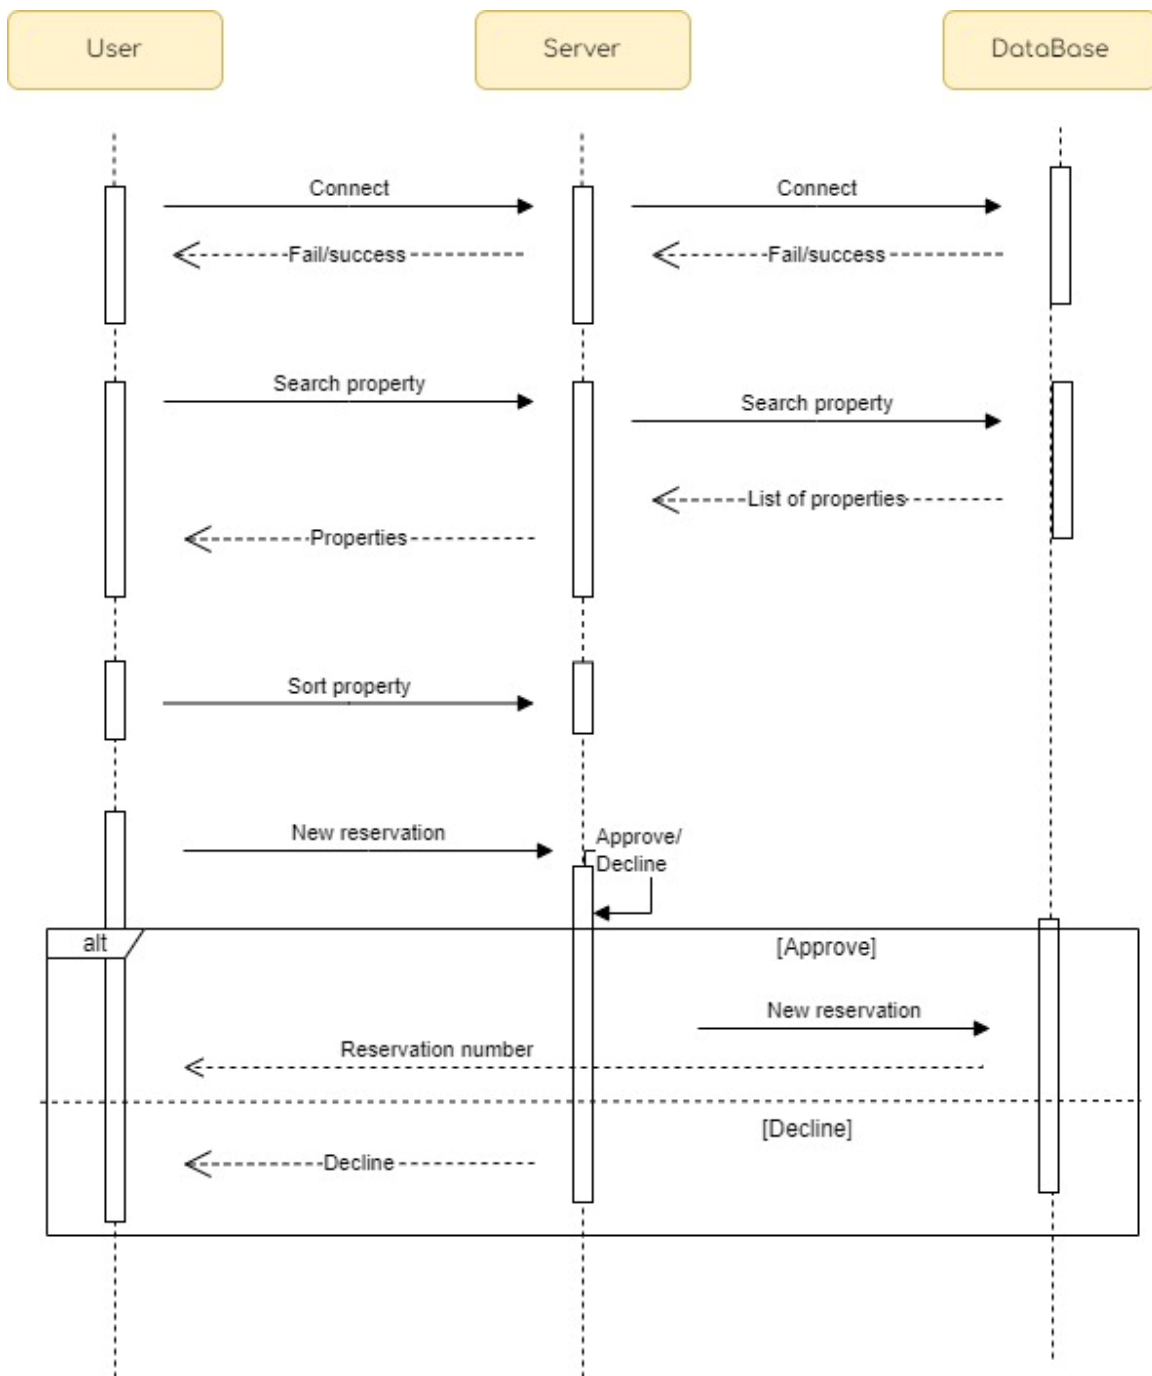 User
Server
DataBase
Connect
Connect
Fail/success
Fail/success
Search property
Search property
List of properties
Properties
Sort property
New reservation
Approve/
Decline
alt
[Approve]
New reservation
Reservation number
[Decline]
Decline